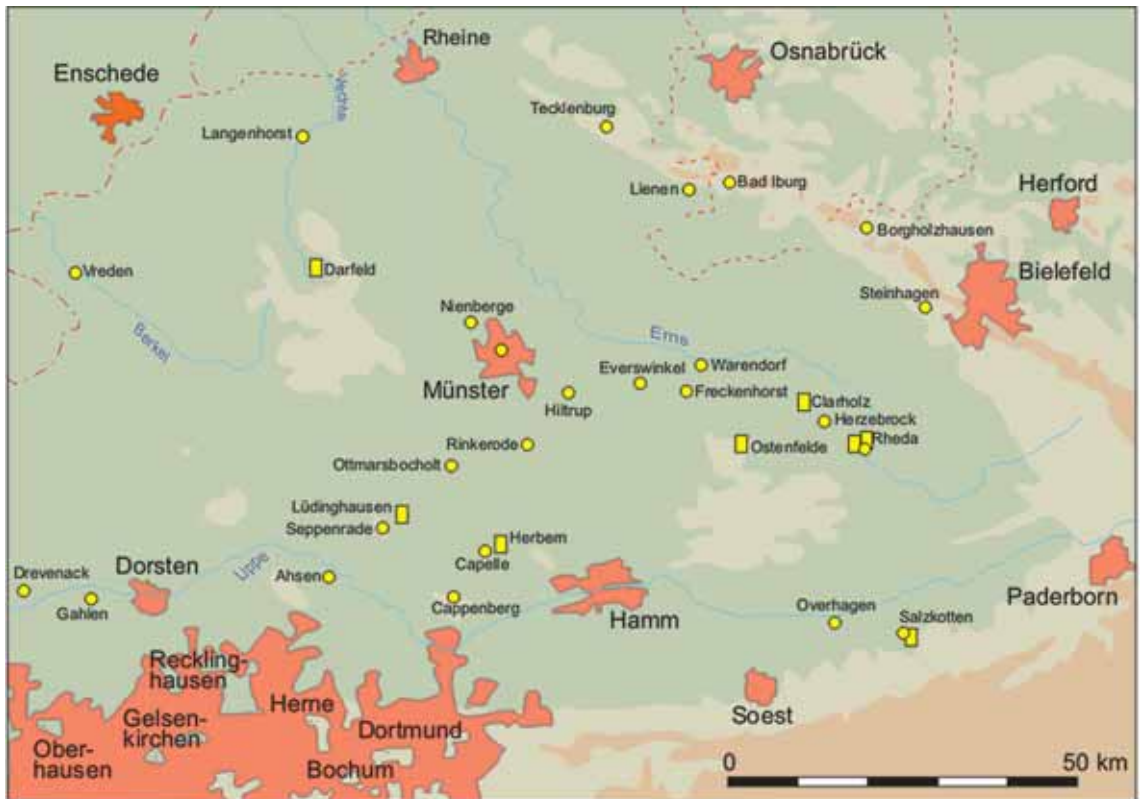 Rheine
Osnabrück
Enschede
Vechte
Tecklenburg
Langenhorst
Lienen
Bad Iburg
Herford
Borgholzhausen
Vreden
Darfeld
Bielefeld
Steinhagen
Nienberge
Berkel
Ems
Everswinkel
Warendorf
Münster
Freckenhorst
Hiltrup
Clarholz
Herzebrock
Rinkerode
Ostenfelde
Rheda
Ottmarsbocholt
Lüdinghausen
Seppenrade
Herbern
Capelle
Drevenack
Dorsten
Lippe
Ahsen
Gahlen
Cappenberg
Hamm
Overhagen
Salzkotten
Paderborn
Reckling-
hausen
Herne
Gelsen-
kirchen
Dortmund
Soest
Ober-
hausen
Bochum
0
50 km